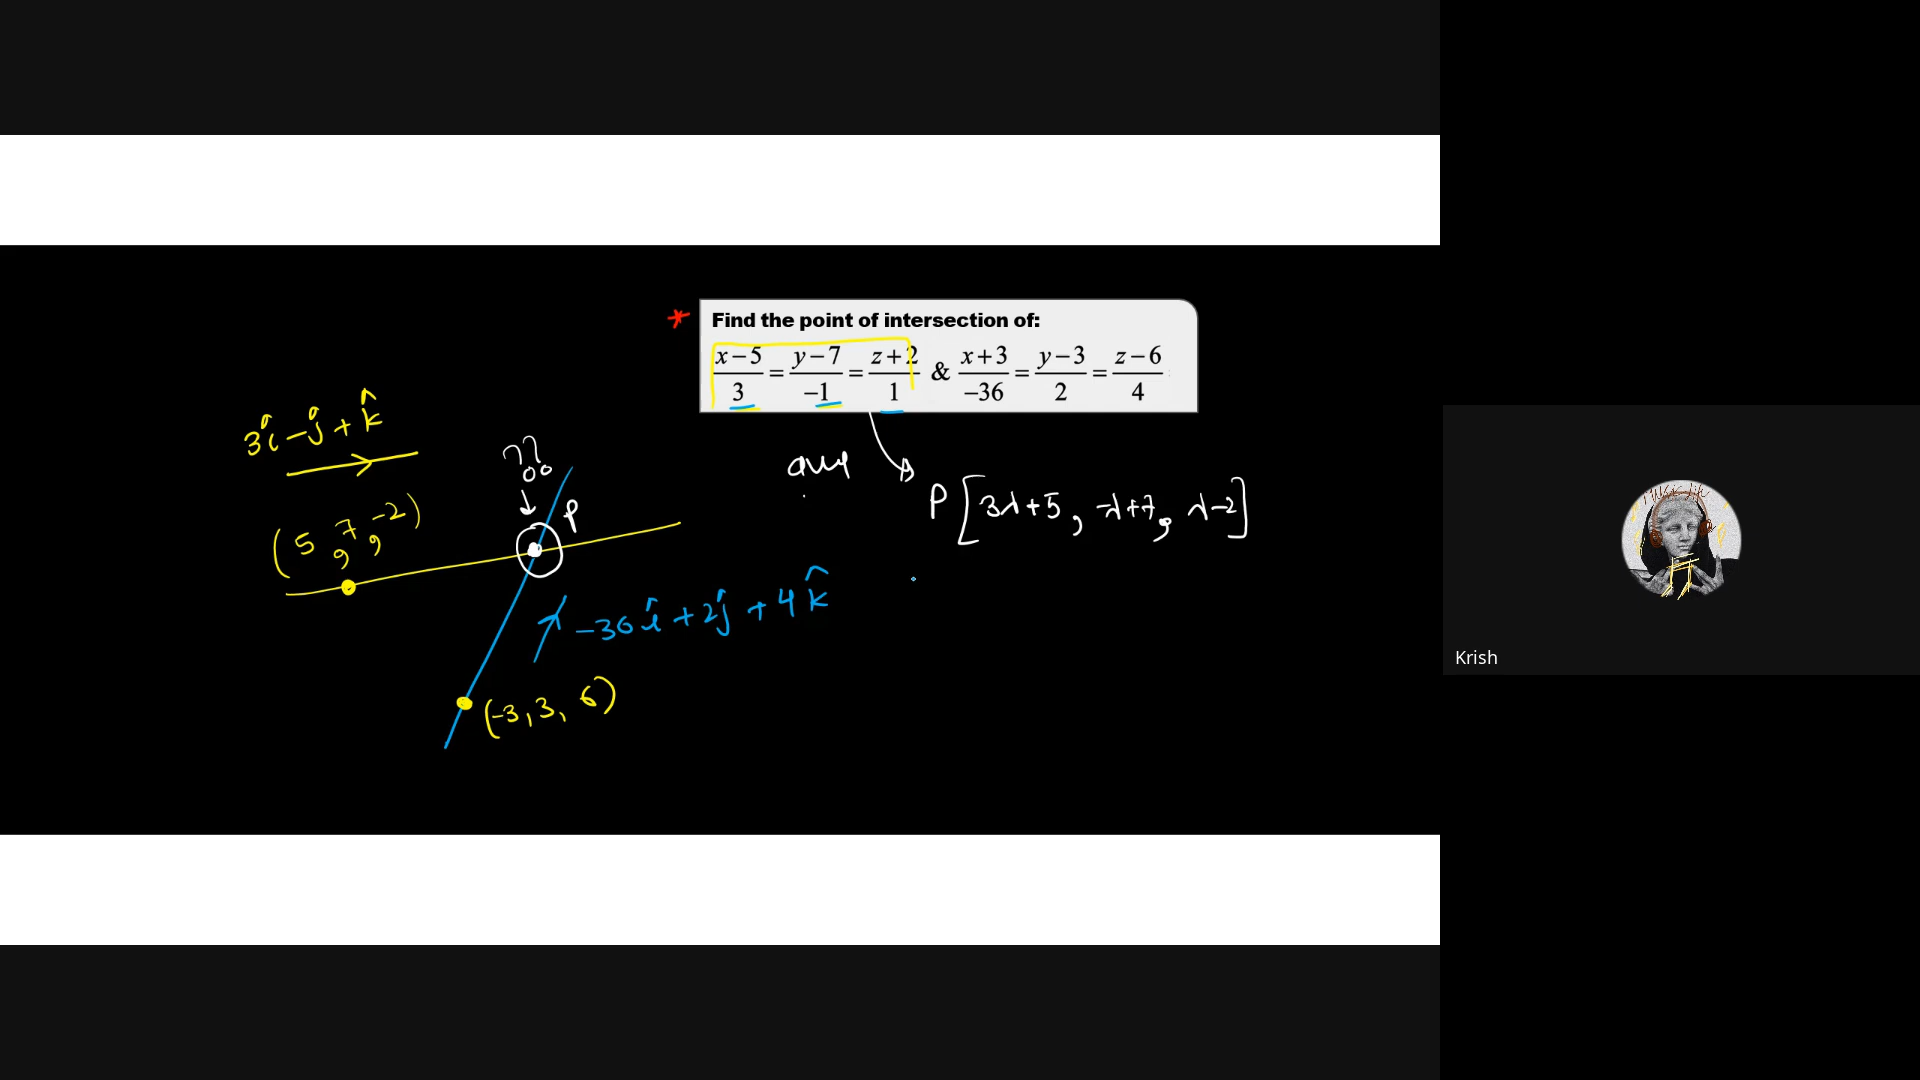 * Find the point of intersection of:
x−5/3 = y−7/−1 = z+2/1 & x+3/−36 = y−3/2 = z−6/4
3î − ĵ + k̂
??
P
(5, 7, −2)
P[3λ+5, −λ+7, λ−2]
−36î + 2ĵ + 4k̂
(−3, 3, 6)
Krish